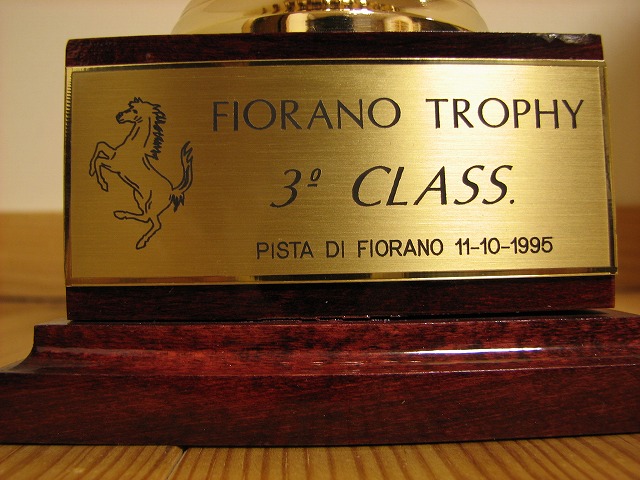 FIORANO TROPHY
3º CLASS.
PISTA DI FIORANO 11-10-1995